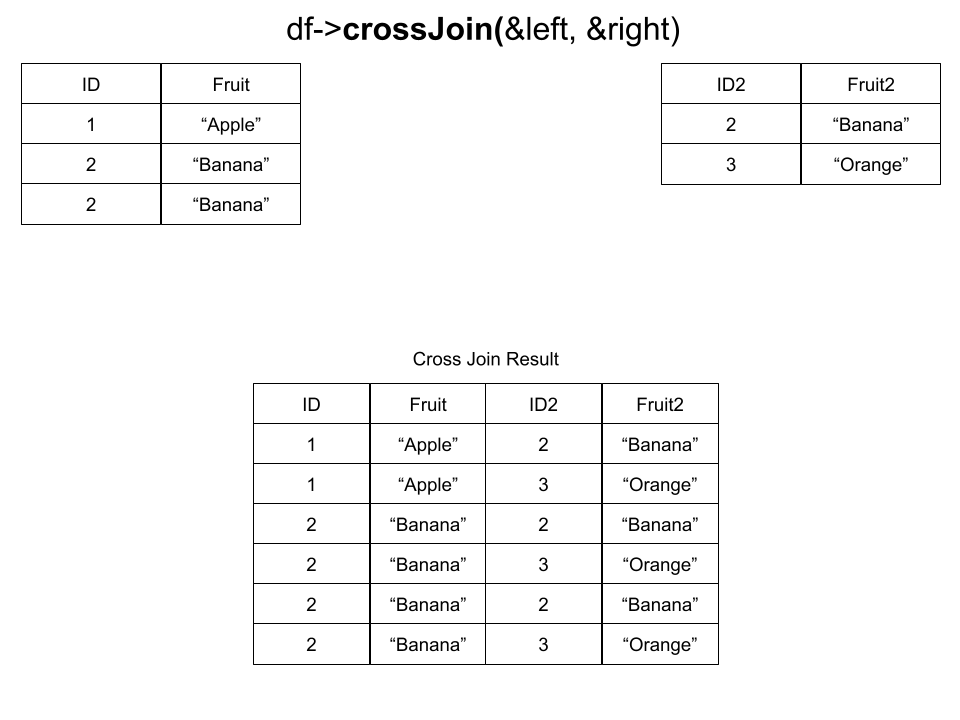 df->crossJoin(&left, &right)
ID Fruit
1 “Apple”
2 “Banana”
2 “Banana”
ID2 Fruit2
2 “Banana”
3 “Orange”
Cross Join Result
ID Fruit ID2 Fruit2
1 “Apple” 2 “Banana”
1 “Apple” 3 “Orange”
2 “Banana” 2 “Banana”
2 “Banana” 3 “Orange”
2 “Banana” 2 “Banana”
2 “Banana” 3 “Orange”